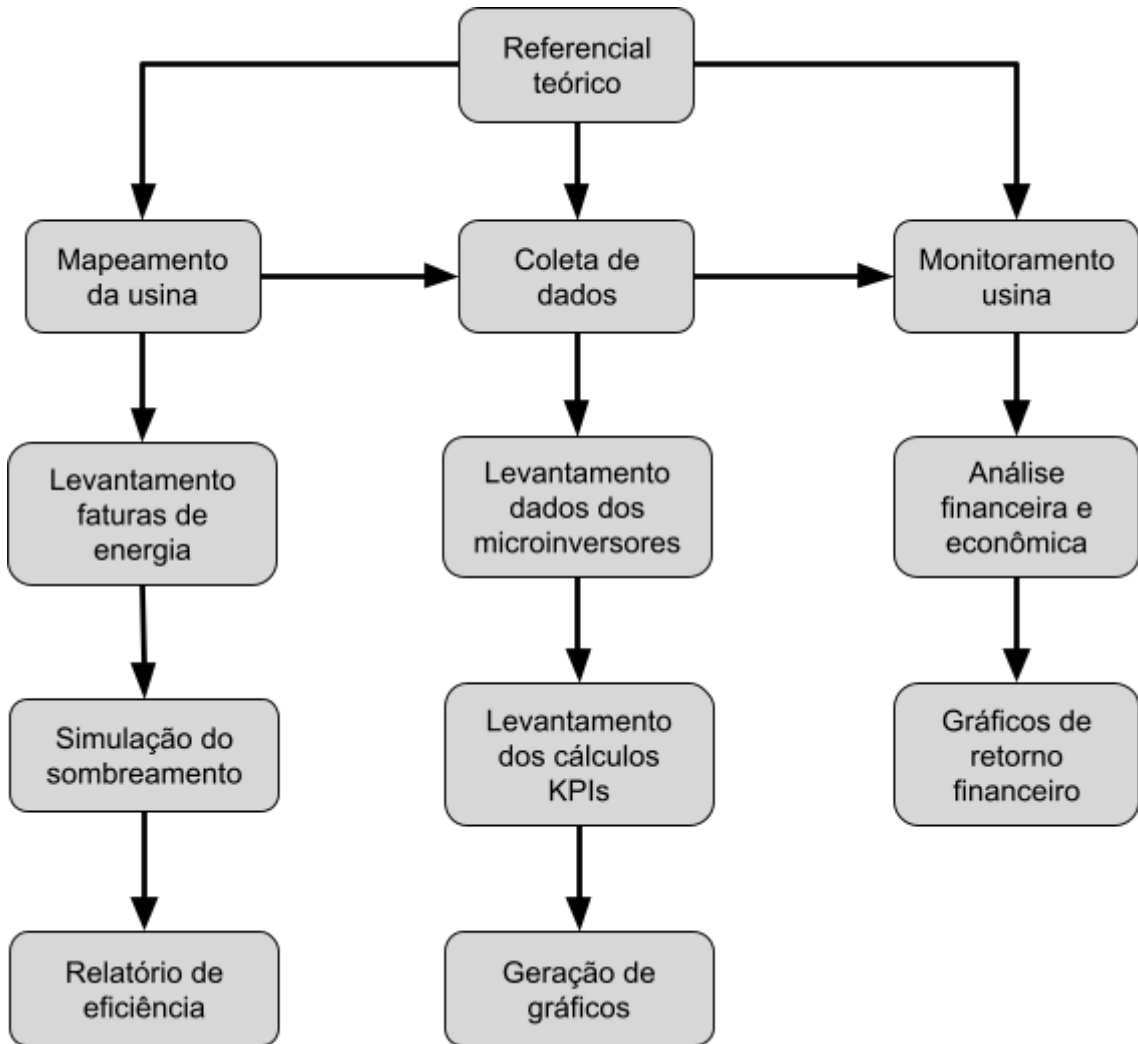 Referencial
teórico
Mapeamento
da usina
Coleta de
dados
Monitoramento
usina
Levantamento
faturas de
energia
Levantamento
dados dos
microinversores
Análise
financeira e
econômica
Simulação do
sombreamento
Levantamento
dos cálculos
KPIs
Gráficos de
retorno
financeiro
Relatório de
eficiência
Geração de
gráficos